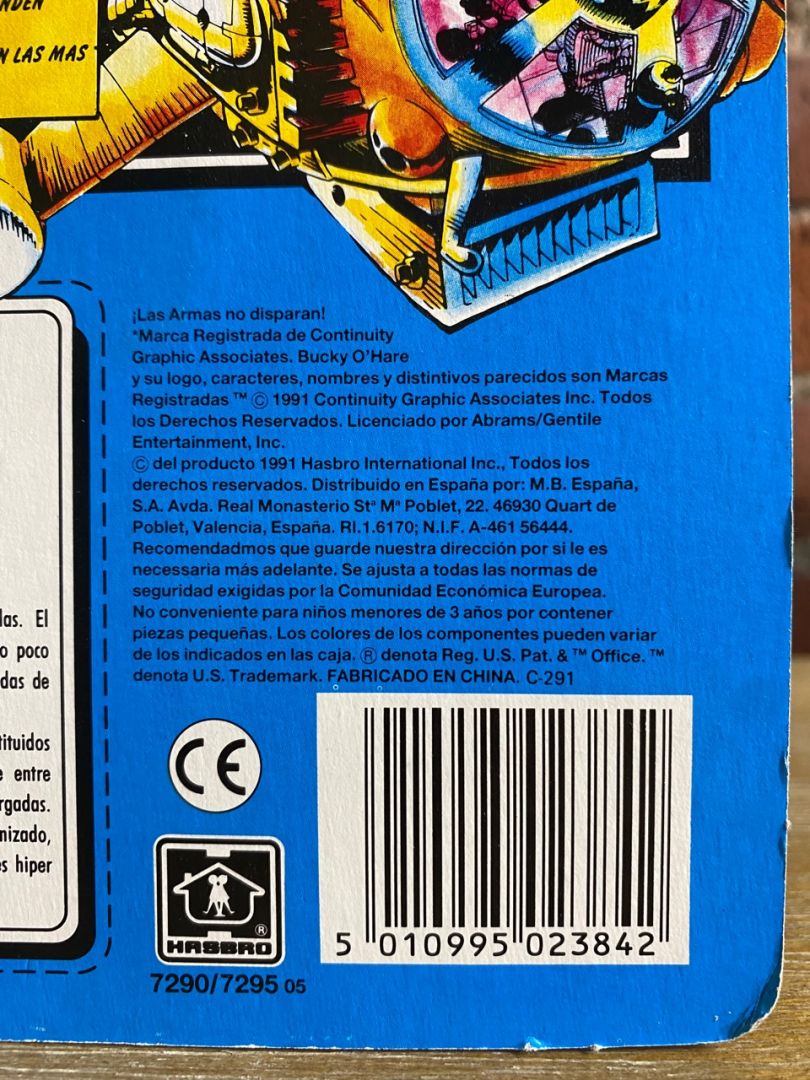 NDEN
N LAS MAS
¡Las Armas no disparan!
*Marca Registrada de Continuity
Graphic Associates. Bucky O'Hare
y su logo, caracteres, nombres y distintivos parecidos son Marcas
Registradas ™ © 1991 Continuity Graphic Associates Inc. Todos
los Derechos Reservados. Licenciado por Abrams/Gentile
Entertainment, Inc.
© del producto 1991 Hasbro International Inc., Todos los
derechos reservados. Distribuido en España por: M.B. España,
S.A. Avda. Real Monasterio Stª Mª Poblet, 22. 46930 Quart de
Poblet, Valencia, España. RI.1.6170; N.I.F. A-461 56444.
Recomendadmos que guarde nuestra dirección por si le es
necesaria más adelante. Se ajusta a todas las normas de
seguridad exigidas por la Comunidad Económica Europea.
No conveniente para niños menores de 3 años por contener
piezas pequeñas. Los colores de los componentes pueden variar
de los indicados en las caja. ® denota Reg. U.S. Pat. & ™ Office. ™
denota U.S. Trademark. FABRICADO EN CHINA. C-291
las. El
o poco
das de
tituidos
e entre
rgadas.
nizado,
es hiper
CE
HASBRO ®
7290/7295 05
5 010995 023842